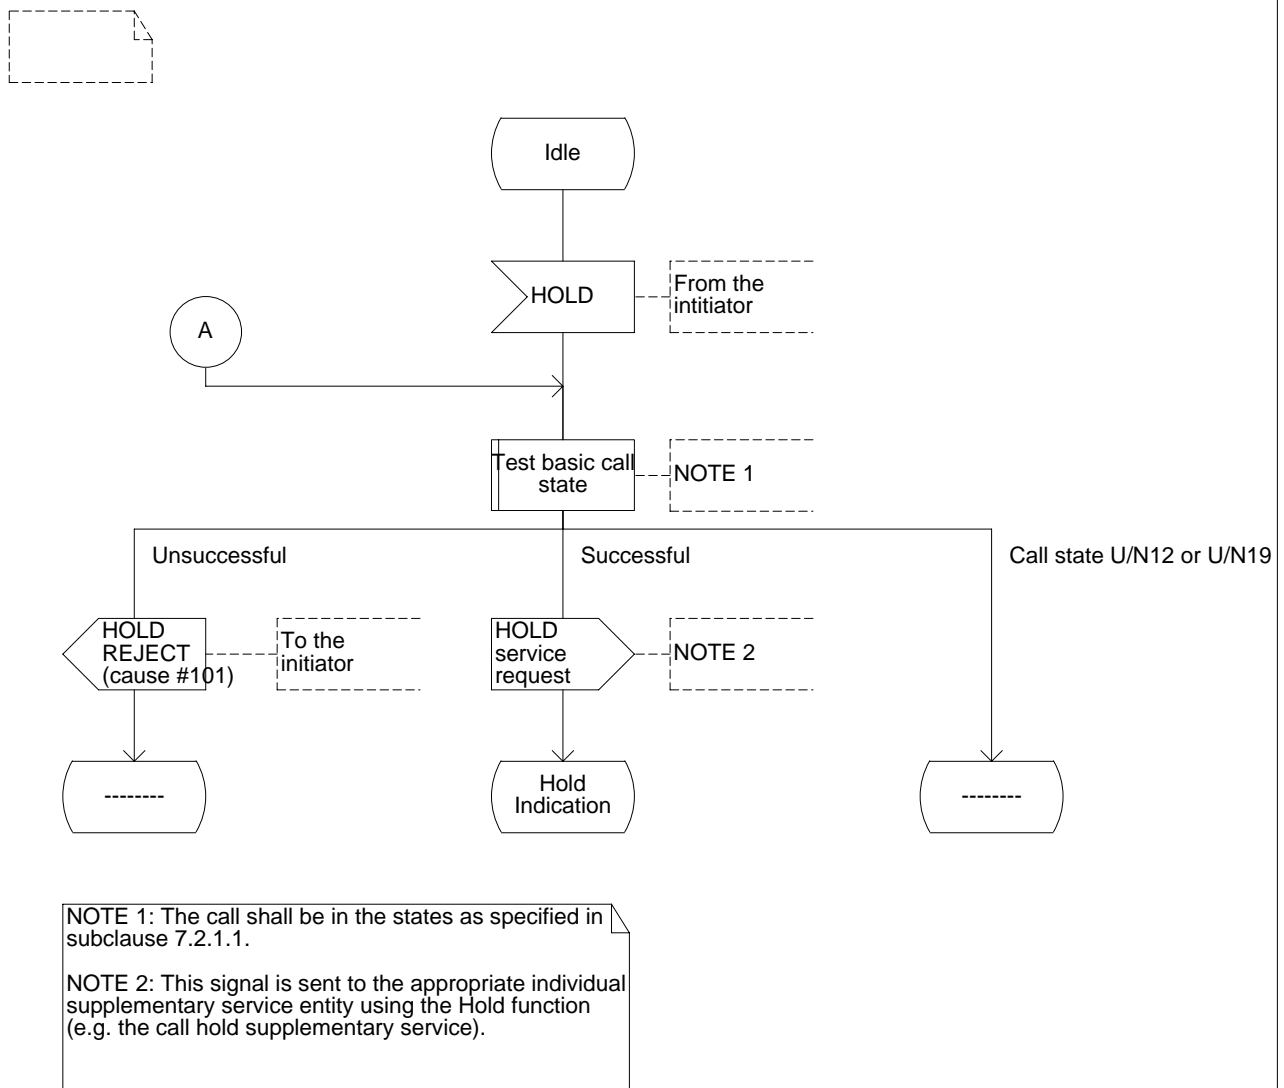 Idle
HOLD
From the
intitiator
A
Test basic call
state
NOTE 1
Unsuccessful
Successful
Call state U/N12 or U/N19
HOLD
REJECT
(cause #101)
To the
initiator
HOLD
service
request
NOTE 2
--------
Hold
Indication
--------
NOTE 1: The call shall be in the states as specified in
subclause 7.2.1.1.
NOTE 2: This signal is sent to the appropriate individual
supplementary service entity using the Hold function
(e.g. the call hold supplementary service).